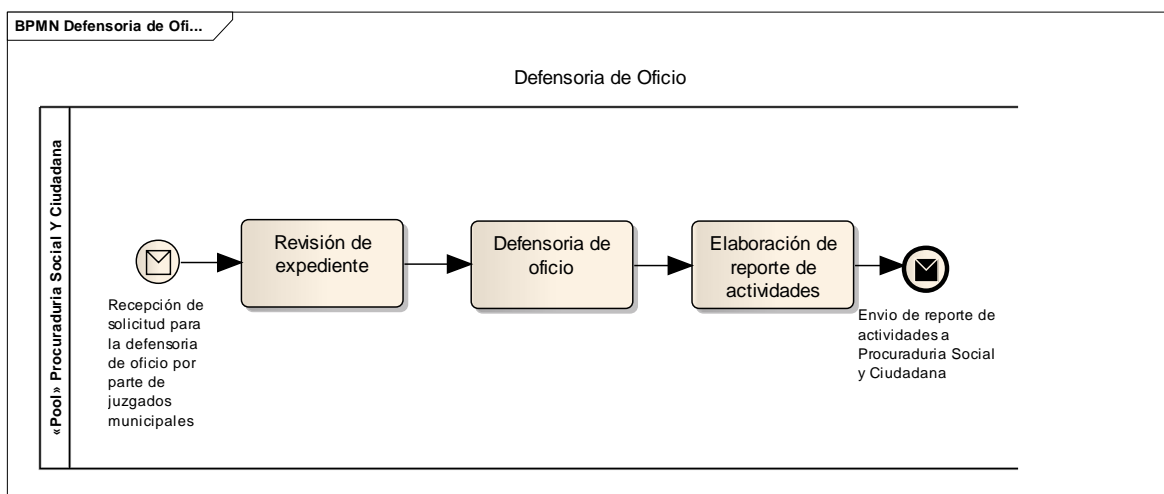 BPMN Defensoria de Ofi...
Defensoria de Oficio
«Pool» Procuraduria Social Y Ciudadana
Recepción de
solicitud para
la defensoria
de oficio por
parte de
juzgados
municipales
Revisión de
expediente
Defensoria de
oficio
Elaboración de
reporte de
actividades
Envio de reporte de
actividades a
Procuraduria Social
y Ciudadana